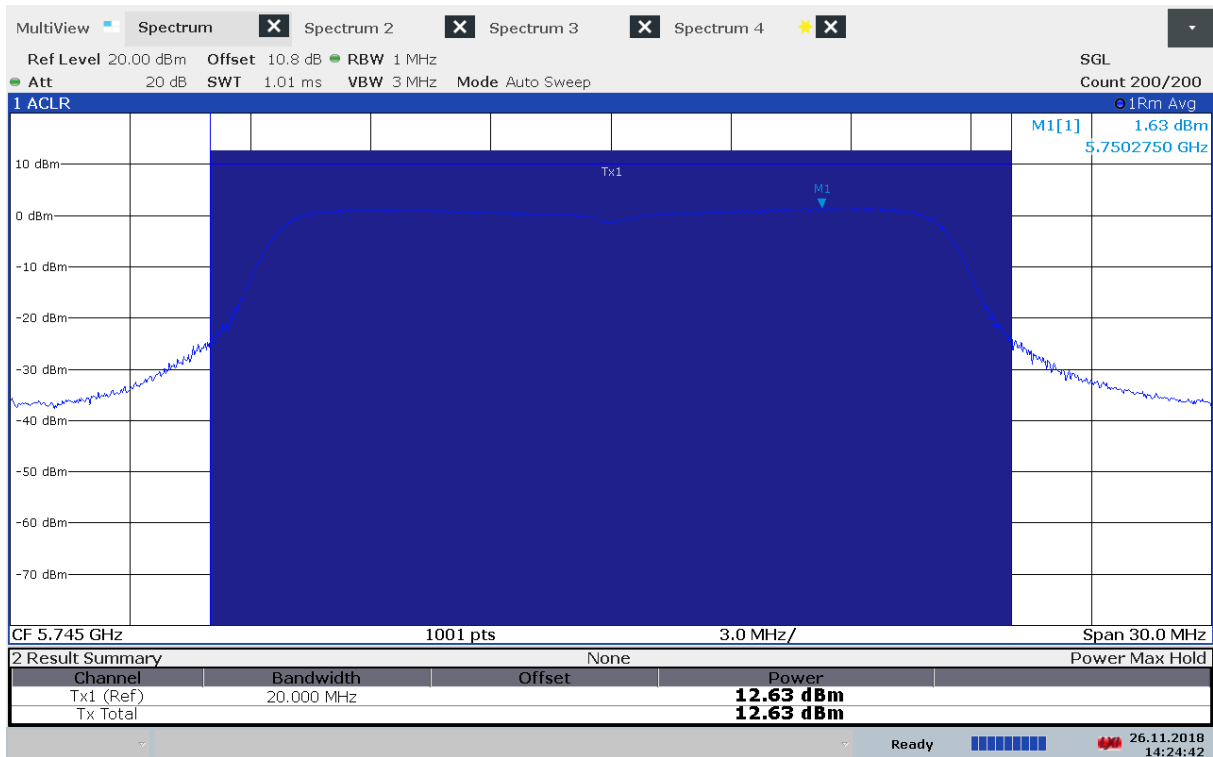 MultiView Spectrum X Spectrum 2 X Spectrum 3 X Spectrum 4 X
Ref Level 20.00 dBm Offset 10.8 dB RBW 1 MHz SGL
Att 20 dB SWT 1.01 ms VBW 3 MHz Mode Auto Sweep Count 200/200
1 ACLR 1Rm Avg
M1[1] 1.63 dBm
5.7502750 GHz
10 dBm
Tx1
M1
0 dBm
-10 dBm
-20 dBm
-30 dBm
-40 dBm
-50 dBm
-60 dBm
-70 dBm
CF 5.745 GHz 1001 pts 3.0 MHz/ Span 30.0 MHz
2 Result Summary None Power Max Hold
Channel Bandwidth Offset Power
Tx1 (Ref) 20.000 MHz 12.63 dBm
Tx Total 12.63 dBm
Ready 26.11.2018
14:24:42